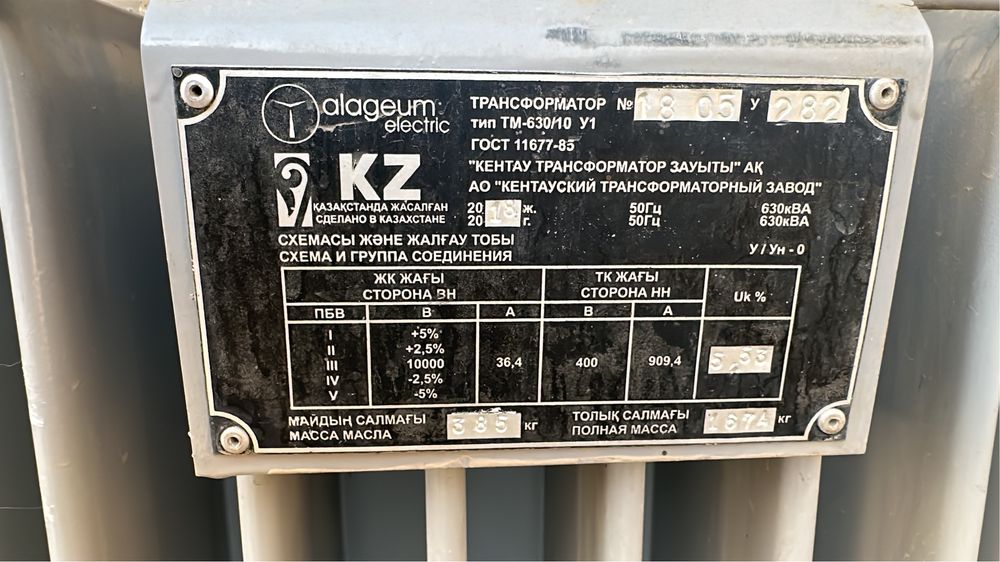 alageum
electric
ТРАНСФОРМАТОР № 18 05 У 282
тип ТМ-630/10 У1
ГОСТ 11677-85
KZ
ҚАЗАҚСТАНДА ЖАСАЛҒАН
СДЕЛАНО В КАЗАХСТАНЕ
"КЕНТАУ ТРАНСФОРМАТОР ЗАУЫТЫ" АҚ
АО "КЕНТАУСКИЙ ТРАНСФОРМАТОРНЫЙ ЗАВОД"
20 18 ж. 50Гц 630кВА
20 г. 50Гц 630кВА
СХЕМАСЫ ЖӘНЕ ЖАЛҒАУ ТОБЫ
СХЕМА И ГРУППА СОЕДИНЕНИЯ У / Ун - 0
ЖК ЖАҒЫ ТК ЖАҒЫ
СТОРОНА ВН СТОРОНА НН Uk %
ПБВ В А В А
I +5%
II +2,5%
III 10000 36,4 400 909,4 5,53
IV -2,5%
V -5%
МАЙДЫҢ САЛМАҒЫ ТОЛЫҚ САЛМАҒЫ
МАССА МАСЛА 385 кг ПОЛНАЯ МАССА 1674 кг